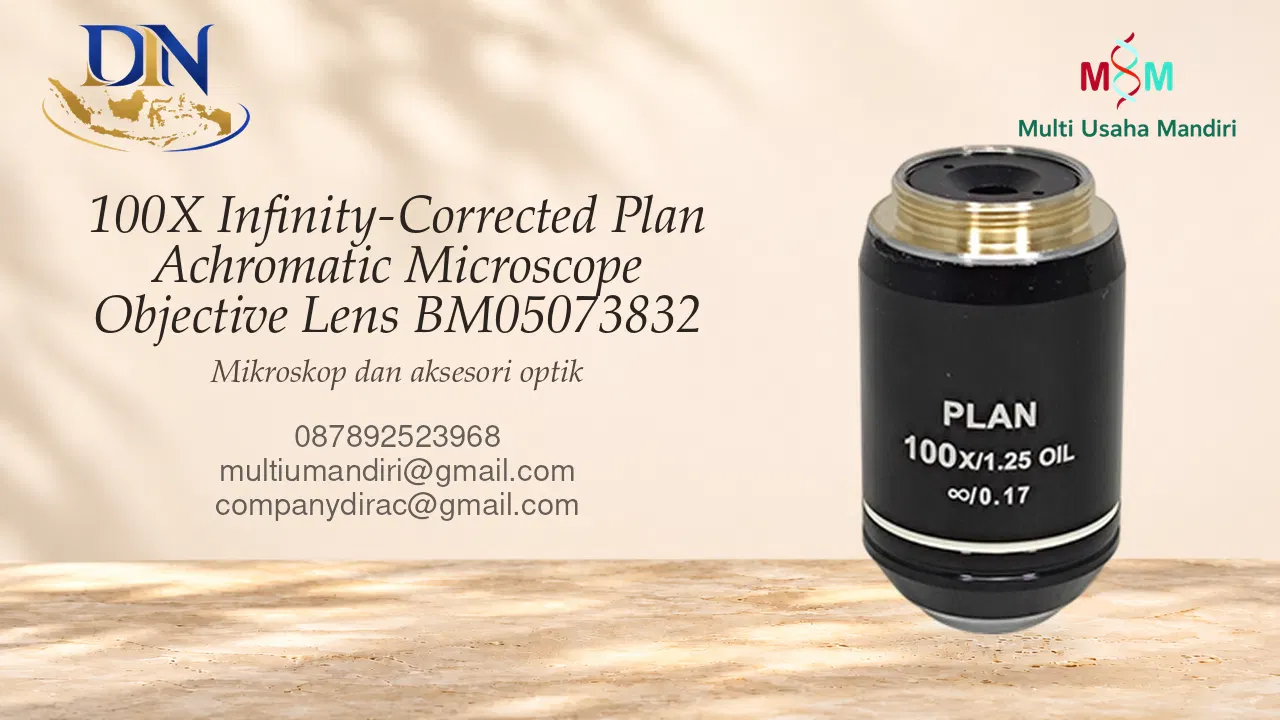 DIN
M M
Multi Usaha Mandiri
100X Infinity-Corrected Plan
Achromatic Microscope
Objective Lens BM05073832
Mikroskop dan aksesori optik
087892523968
multiumandiri@gmail.com
companydirac@gmail.com
PLAN
100X/1.25 OIL
∞/0.17